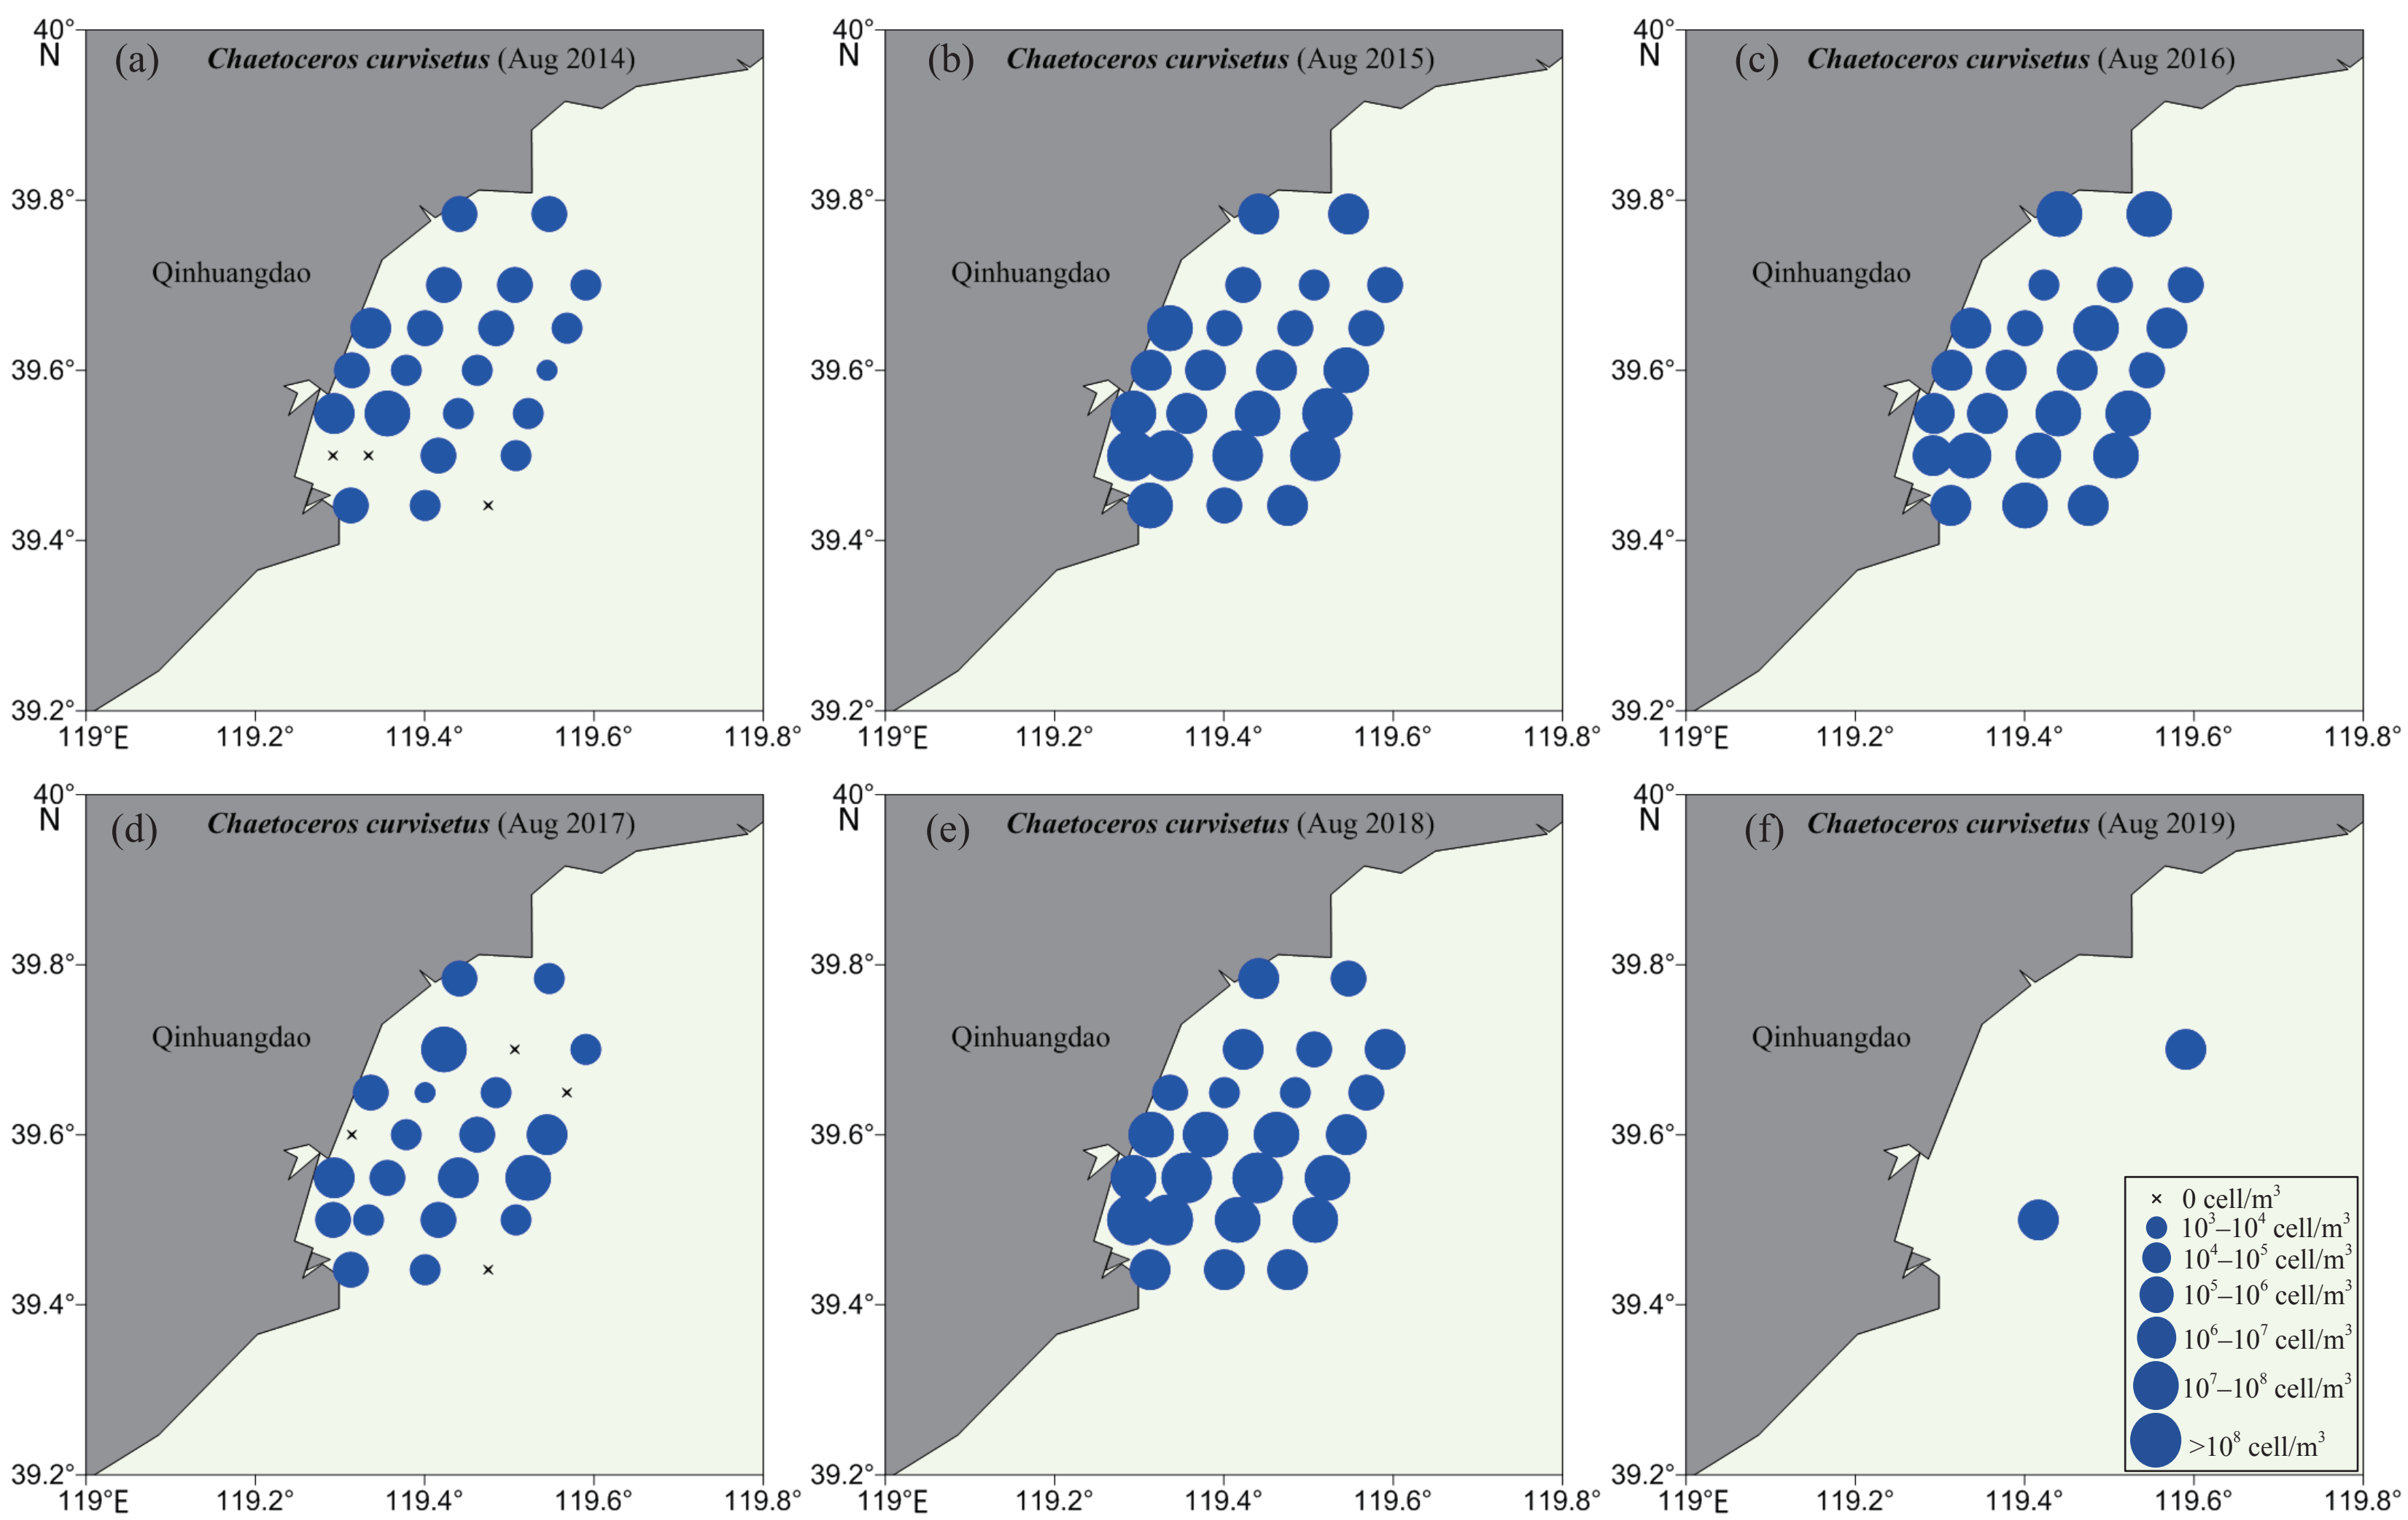 (a) Chaetoceros curvisetus (Aug 2014)
40°
N
39.8°
39.6°
39.4°
39.2°
Qinhuangdao
119°E 119.2° 119.4° 119.6° 119.8°
(b) Chaetoceros curvisetus (Aug 2015)
40°
N
39.8°
39.6°
39.4°
39.2°
Qinhuangdao
119°E 119.2° 119.4° 119.6° 119.8°
(c) Chaetoceros curvisetus (Aug 2016)
40°
N
39.8°
39.6°
39.4°
39.2°
Qinhuangdao
119°E 119.2° 119.4° 119.6° 119.8°
(d) Chaetoceros curvisetus (Aug 2017)
40°
N
39.8°
39.6°
39.4°
39.2°
Qinhuangdao
119°E 119.2° 119.4° 119.6° 119.8°
(e) Chaetoceros curvisetus (Aug 2018)
40°
N
39.8°
39.6°
39.4°
39.2°
Qinhuangdao
119°E 119.2° 119.4° 119.6° 119.8°
(f) Chaetoceros curvisetus (Aug 2019)
40°
N
39.8°
39.6°
39.4°
39.2°
Qinhuangdao
0 cell/m³
10³–10⁴ cell/m³
10⁴–10⁵ cell/m³
10⁵–10⁶ cell/m³
10⁶–10⁷ cell/m³
10⁷–10⁸ cell/m³
>10⁸ cell/m³
119°E 119.2° 119.4° 119.6° 119.8°